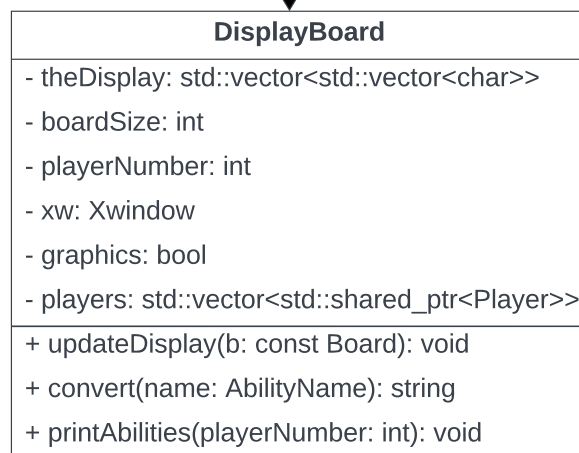 DisplayBoard
- theDisplay: std::vector<std::vector<char>>
- boardSize: int
- playerNumber: int
- xw: Xwindow
- graphics: bool
- players: std::vector<std::shared_ptr<Player>>
+ updateDisplay(b: const Board): void
+ convert(name: AbilityName): string
+ printAbilities(playerNumber: int): void